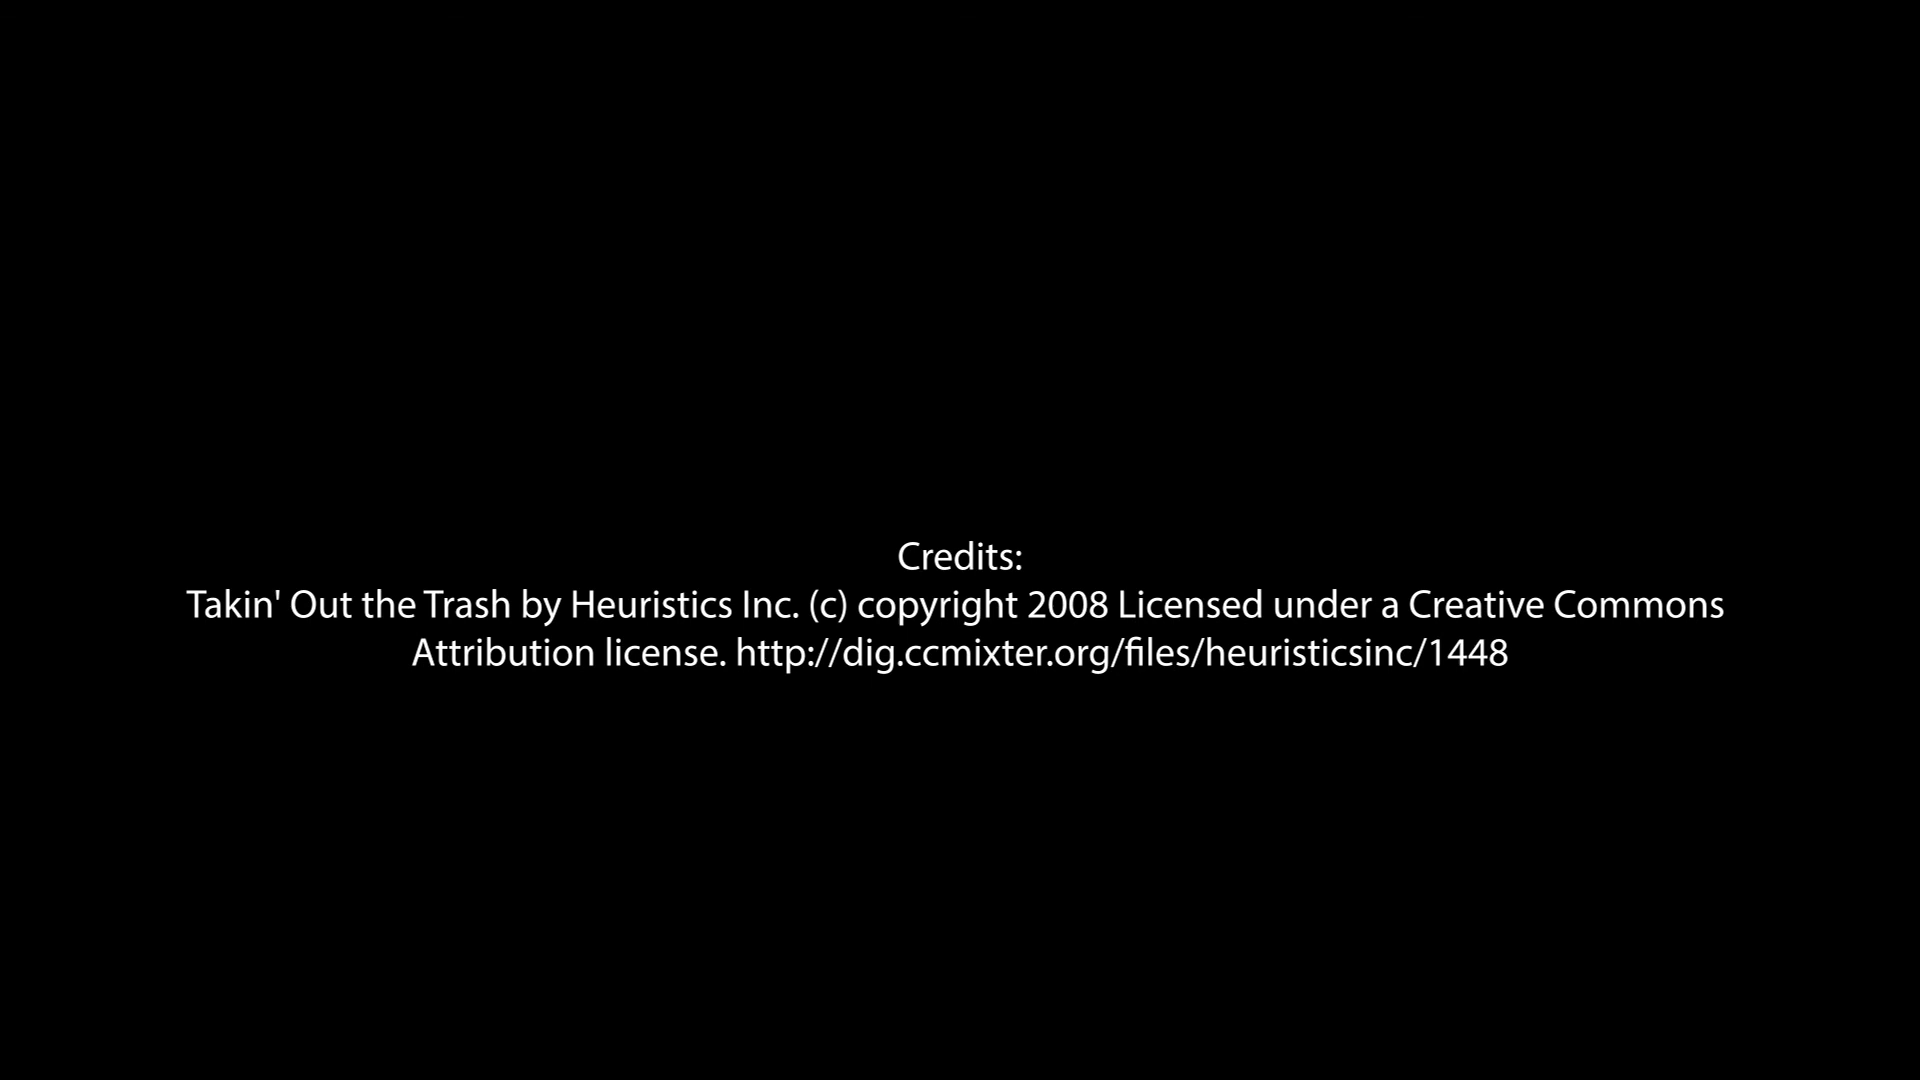 Credits:
Takin' Out the Trash by Heuristics Inc. (c) copyright 2008 Licensed under a Creative Commons
Attribution license. http://dig.ccmixter.org/files/heuristicsinc/1448